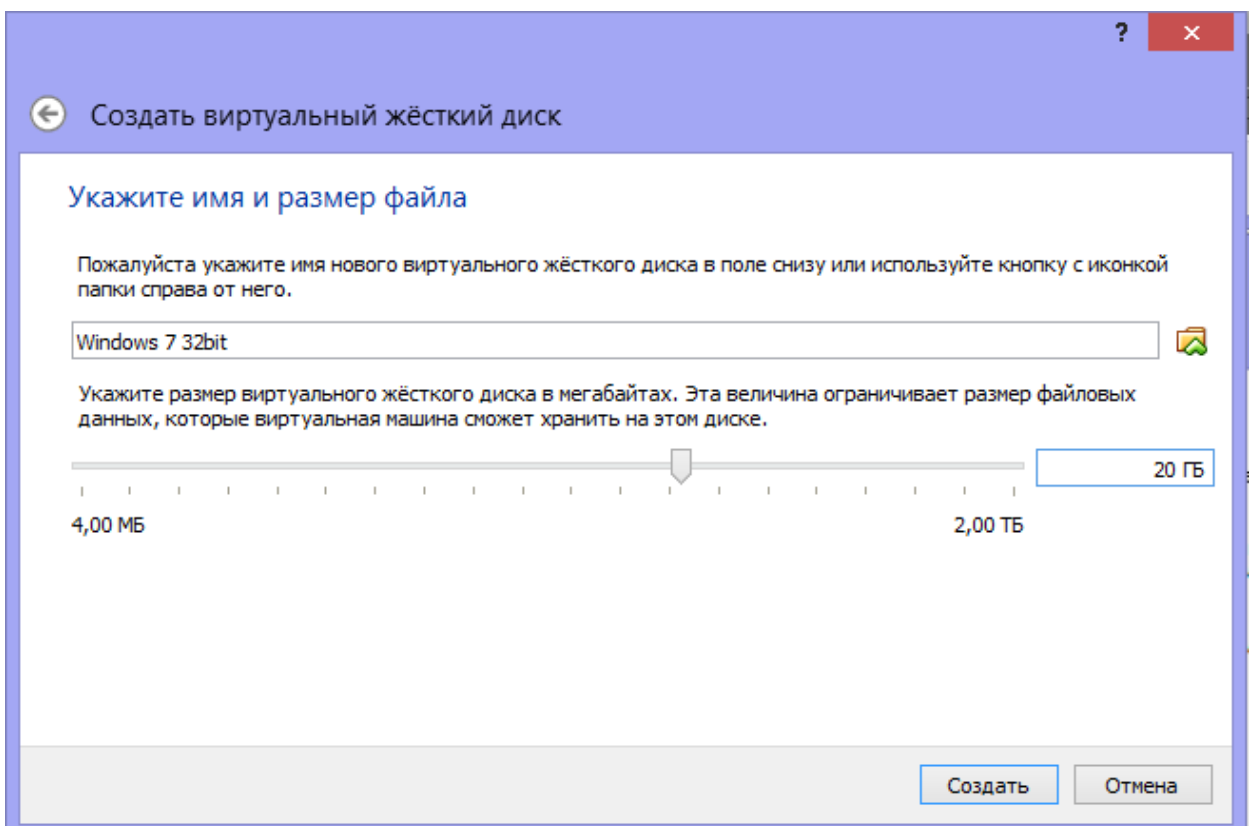 ?
Создать виртуальный жёсткий диск
Укажите имя и размер файла
Пожалуйста укажите имя нового виртуального жёсткого диска в поле снизу или используйте кнопку с иконкой
папки справа от него.
Windows 7 32bit
Укажите размер виртуального жёсткого диска в мегабайтах. Эта величина ограничивает размер файловых
данных, которые виртуальная машина сможет хранить на этом диске.
20 ГБ
4,00 МБ 2,00 ТБ
Создать Отмена